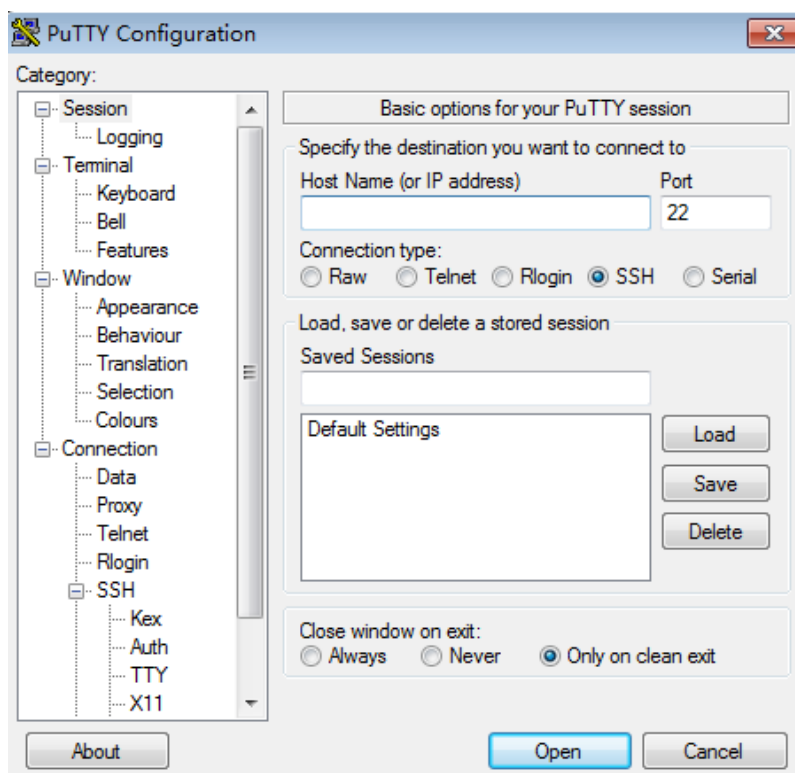 PuTTY Configuration
Category:
Session
Logging
Terminal
Keyboard
Bell
Features
Window
Appearance
Behaviour
Translation
Selection
Colours
Connection
Data
Proxy
Telnet
Rlogin
SSH
Kex
Auth
TTY
X11
Basic options for your PuTTY session
Specify the destination you want to connect to
Host Name (or IP address) Port
22
Connection type:
Raw Telnet Rlogin SSH Serial
Load, save or delete a stored session
Saved Sessions
Default Settings
Load
Save
Delete
Close window on exit:
Always Never Only on clean exit
About Open Cancel